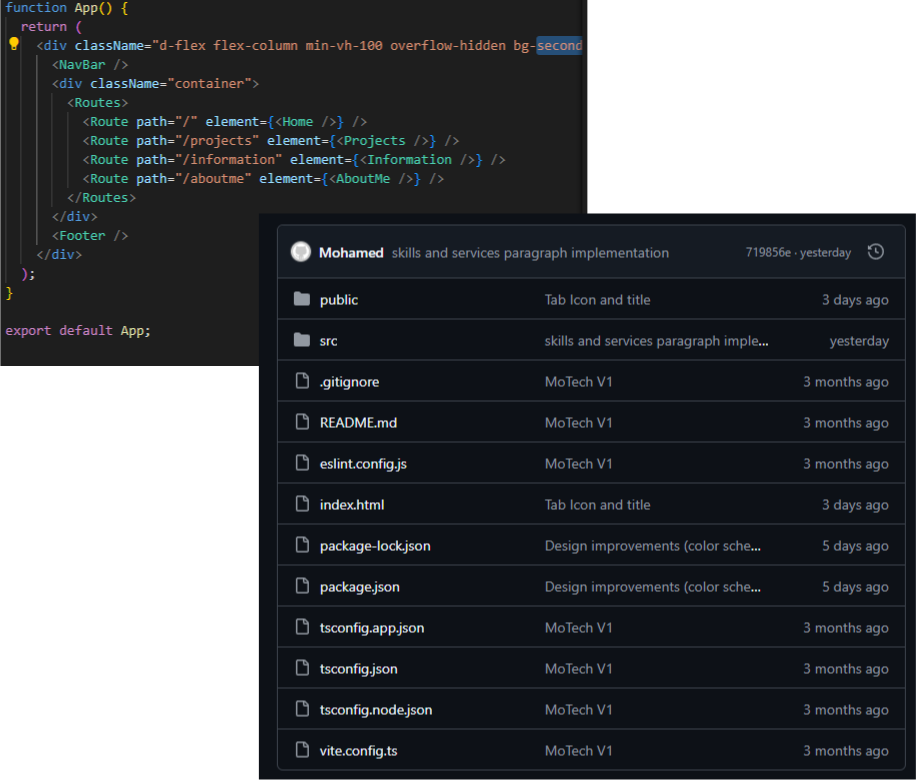 function App() {
return (
<div className="d-flex flex-column min-vh-100 overflow-hidden bg-second
<NavBar />
<div className="container">
<Routes>
<Route path="/" element={<Home />} />
<Route path="/projects" element={<Projects />} />
<Route path="/information" element={<Information />} />
<Route path="/aboutme" element={<AboutMe />} />
</Routes>
</div>
<Footer />
</div>
);
}
export default App;
Mohamed skills and services paragraph implementation 719856e · yesterday
public Tab Icon and title 3 days ago
src skills and services paragraph imple... yesterday
.gitignore MoTech V1 3 months ago
README.md MoTech V1 3 months ago
eslint.config.js MoTech V1 3 months ago
index.html Tab Icon and title 3 days ago
package-lock.json Design improvements (color sche... 5 days ago
package.json Design improvements (color sche... 5 days ago
tsconfig.app.json MoTech V1 3 months ago
tsconfig.json MoTech V1 3 months ago
tsconfig.node.json MoTech V1 3 months ago
vite.config.ts MoTech V1 3 months ago